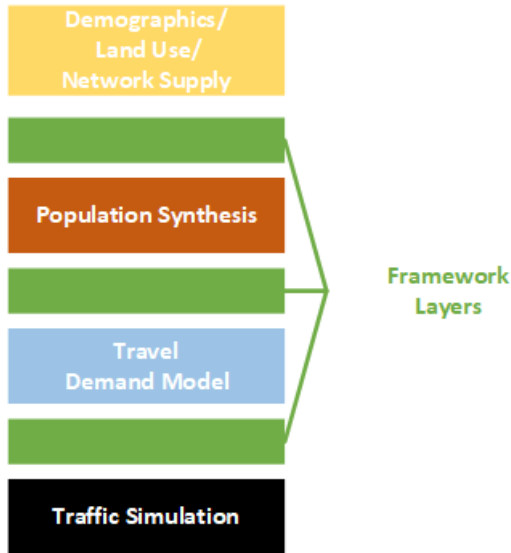 Demographics/
Land Use/
Network Supply
Population Synthesis
Framework
Layers
Travel
Demand Model
Traffic Simulation